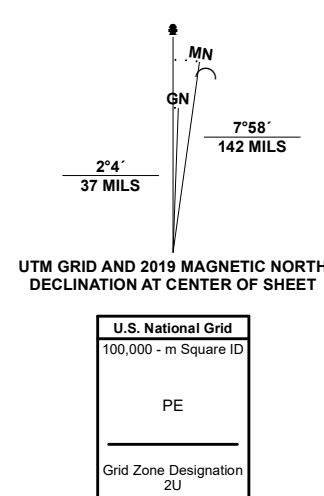 MN
GN
7°58´
142 MILS
2°4´
37 MILS
UTM GRID AND 2019 MAGNETIC NORTH
DECLINATION AT CENTER OF SHEET
U.S. National Grid
100,000 - m Square ID
PE
Grid Zone Designation
2U